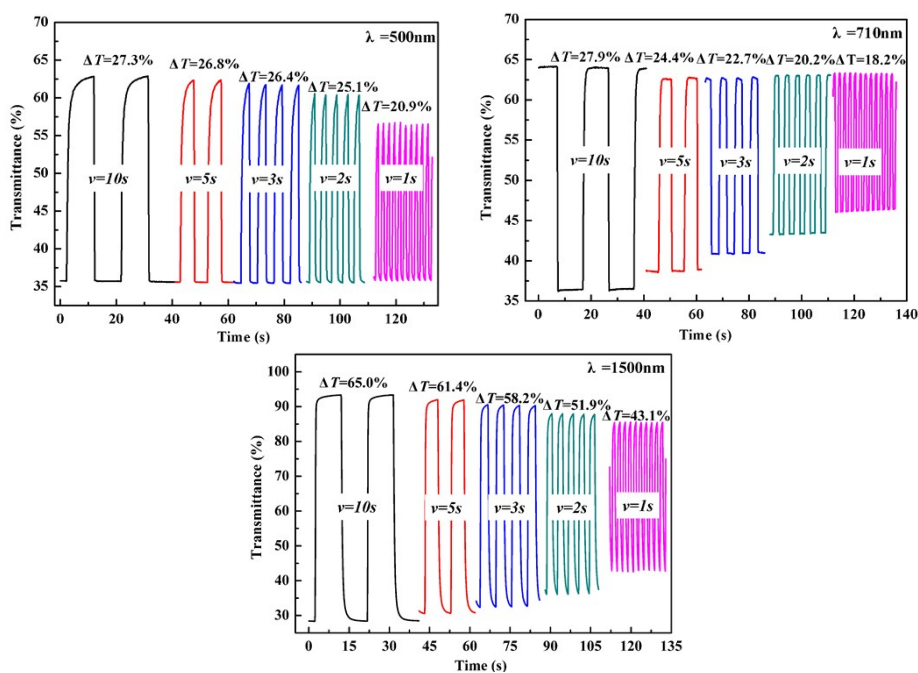 λ =500nm
ΔT=27.3%
ΔT=26.8%
ΔT=26.4%
ΔT=25.1%
ΔT=20.9%
v=10s
v=5s
v=3s
v=2s
v=1s
Transmittance (%)
70
65
60
55
50
45
40
35
0 20 40 60 80 100 120
Time (s)
λ =710nm
ΔT=27.9% ΔT=24.4% ΔT=22.7% ΔT=20.2% ΔT=18.2%
v=10s
v=5s
v=3s
v=2s
v=1s
Transmittance (%)
70
65
60
55
50
45
40
35
0 20 40 60 80 100 120 140
Time (s)
λ =1500nm
ΔT=65.0%
ΔT=61.4%
ΔT=58.2%
ΔT=51.9%
ΔT=43.1%
v=10s
v=5s
v=3s
v=2s
v=1s
Transmittance (%)
100
90
80
70
60
50
40
30
0 15 30 45 60 75 90 105 120 135
Time (s)